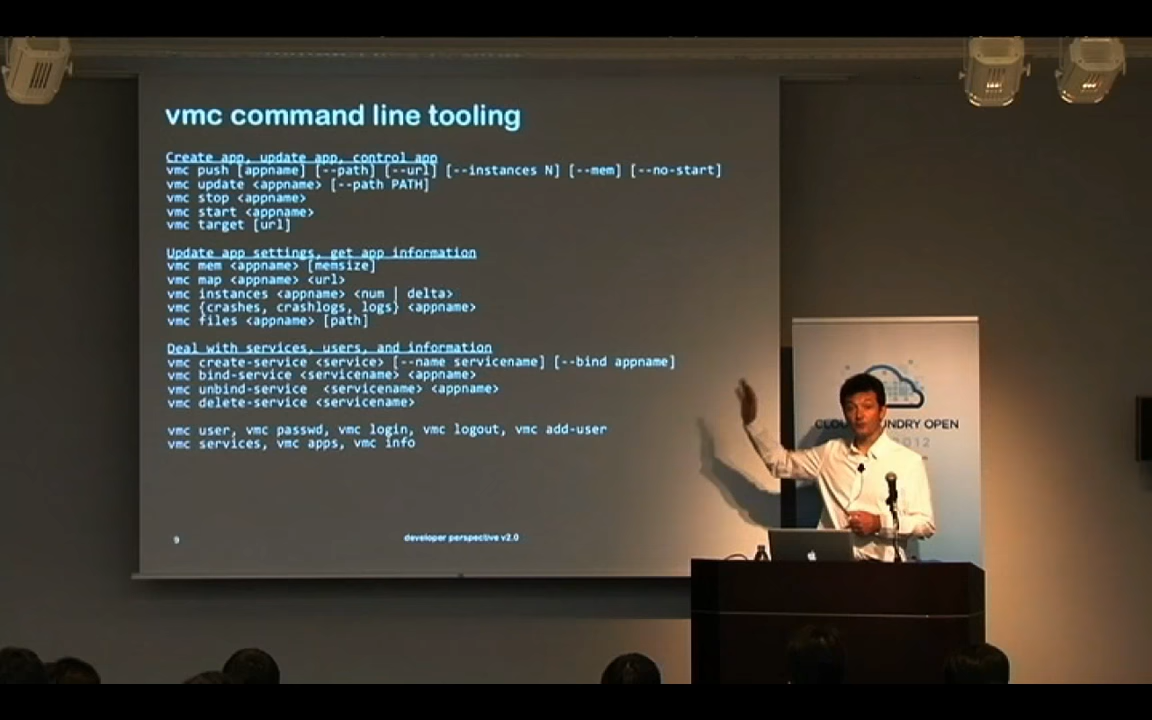 vmc command line tooling
Create app, update app, control app
vmc push [appname] [--path] [--url] [--instances N] [--mem] [--no-start]
vmc update <appname> [--path PATH]
vmc stop <appname>
vmc start <appname>
vmc target [url]
Update app settings, get app information
vmc mem <appname> [memsize]
vmc map <appname> <url>
vmc instances <appname> <num | delta>
vmc {crashes, crashlogs, logs} <appname>
vmc files <appname> [path]
Deal with services, users, and information
vmc create-service <service> [--name servicename] [--bind appname]
vmc bind-service <servicename> <appname>
vmc unbind-service <servicename> <appname>
vmc delete-service <servicename>
vmc user, vmc passwd, vmc login, vmc logout, vmc add-user
vmc services, vmc apps, vmc info
9
developer perspective v2.0
OPEN